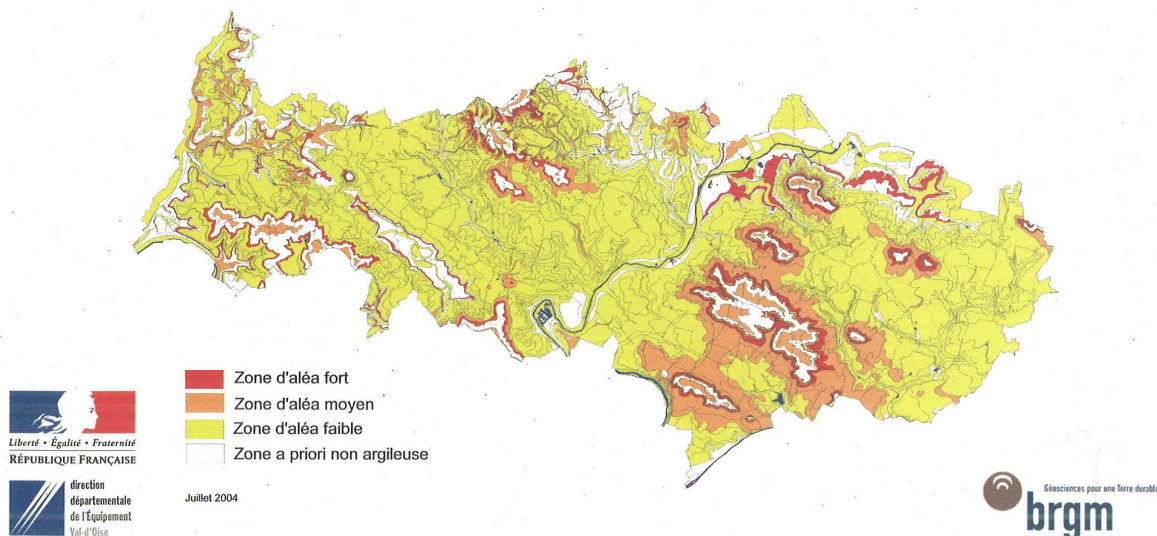 Zone d'aléa fort
Zone d'aléa moyen
Zone d'aléa faible
Zone a priori non argileuse
Liberté • Égalité • Fraternité
RÉPUBLIQUE FRANÇAISE
direction
départementale
de l'Équipement
Val-d'Oise
Juillet 2004
Géosciences pour une Terre durable
brgm